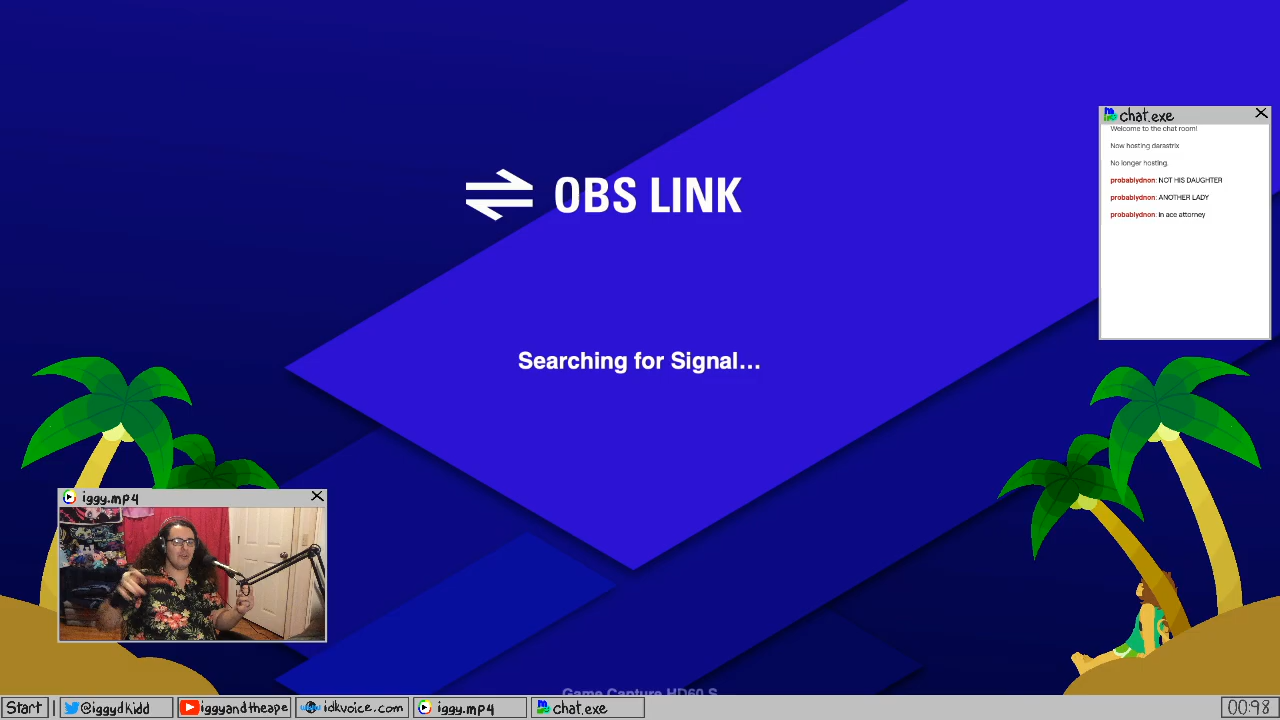 OBS LINK
Searching for Signal...
Game Capture HD60 S
chat.exe
Welcome to the chat room!
Now hosting darastrix
No longer hosting.
probablydnon: NOT HIS DAUGHTER
probablydnon: ANOTHER LADY
probablydnon: in ace attorney
iggy.mp4
Start | @iggydkidd iggyandtheape www idkvoice.com iggy.mp4 chat.exe 00:98